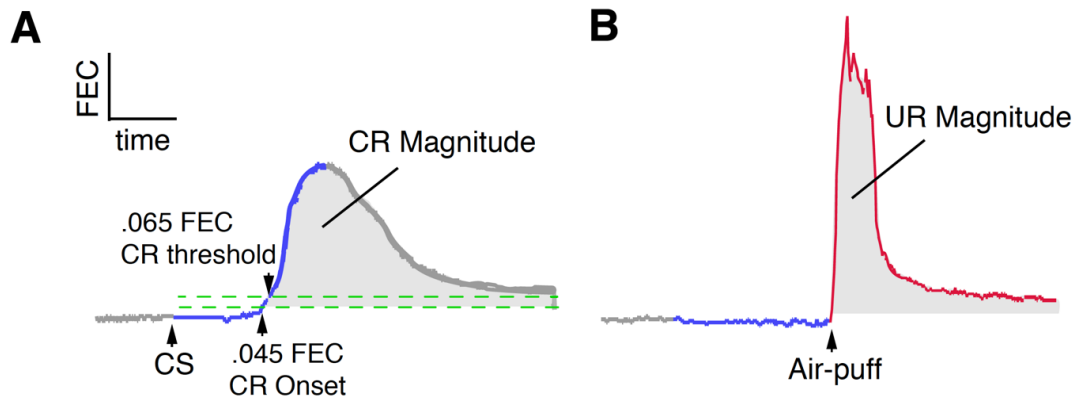 A
FEC
time
CR Magnitude
.065 FEC
CR threshold
CS
.045 FEC
CR Onset
B
UR Magnitude
Air-puff